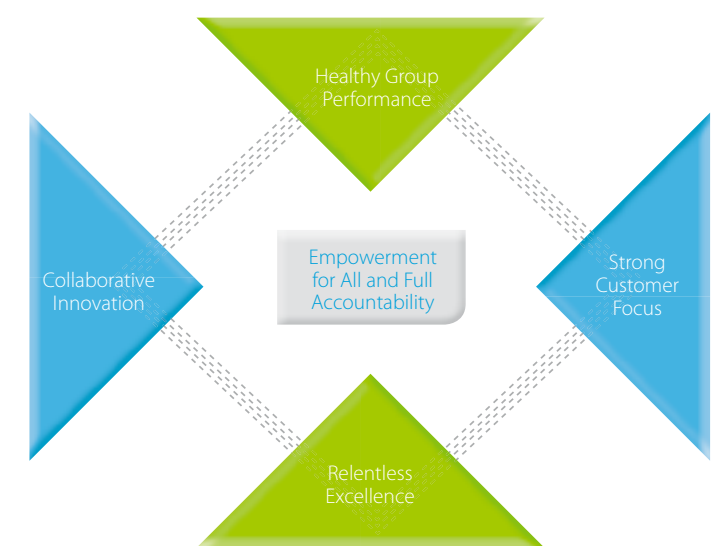 Healthy Group
Performance
Collaborative
Innovation
Empowerment
for All and Full
Accountability
Strong
Customer
Focus
Relentless
Excellence